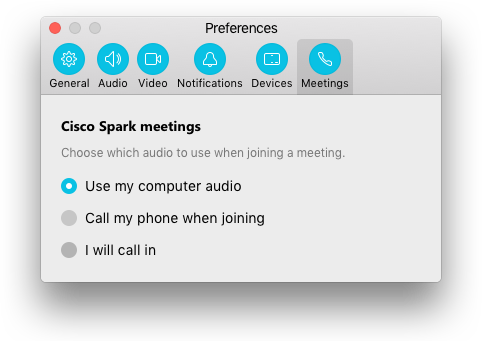 Preferences
General Audio Video Notifications Devices Meetings
Cisco Spark meetings
Choose which audio to use when joining a meeting.
Use my computer audio
Call my phone when joining
I will call in